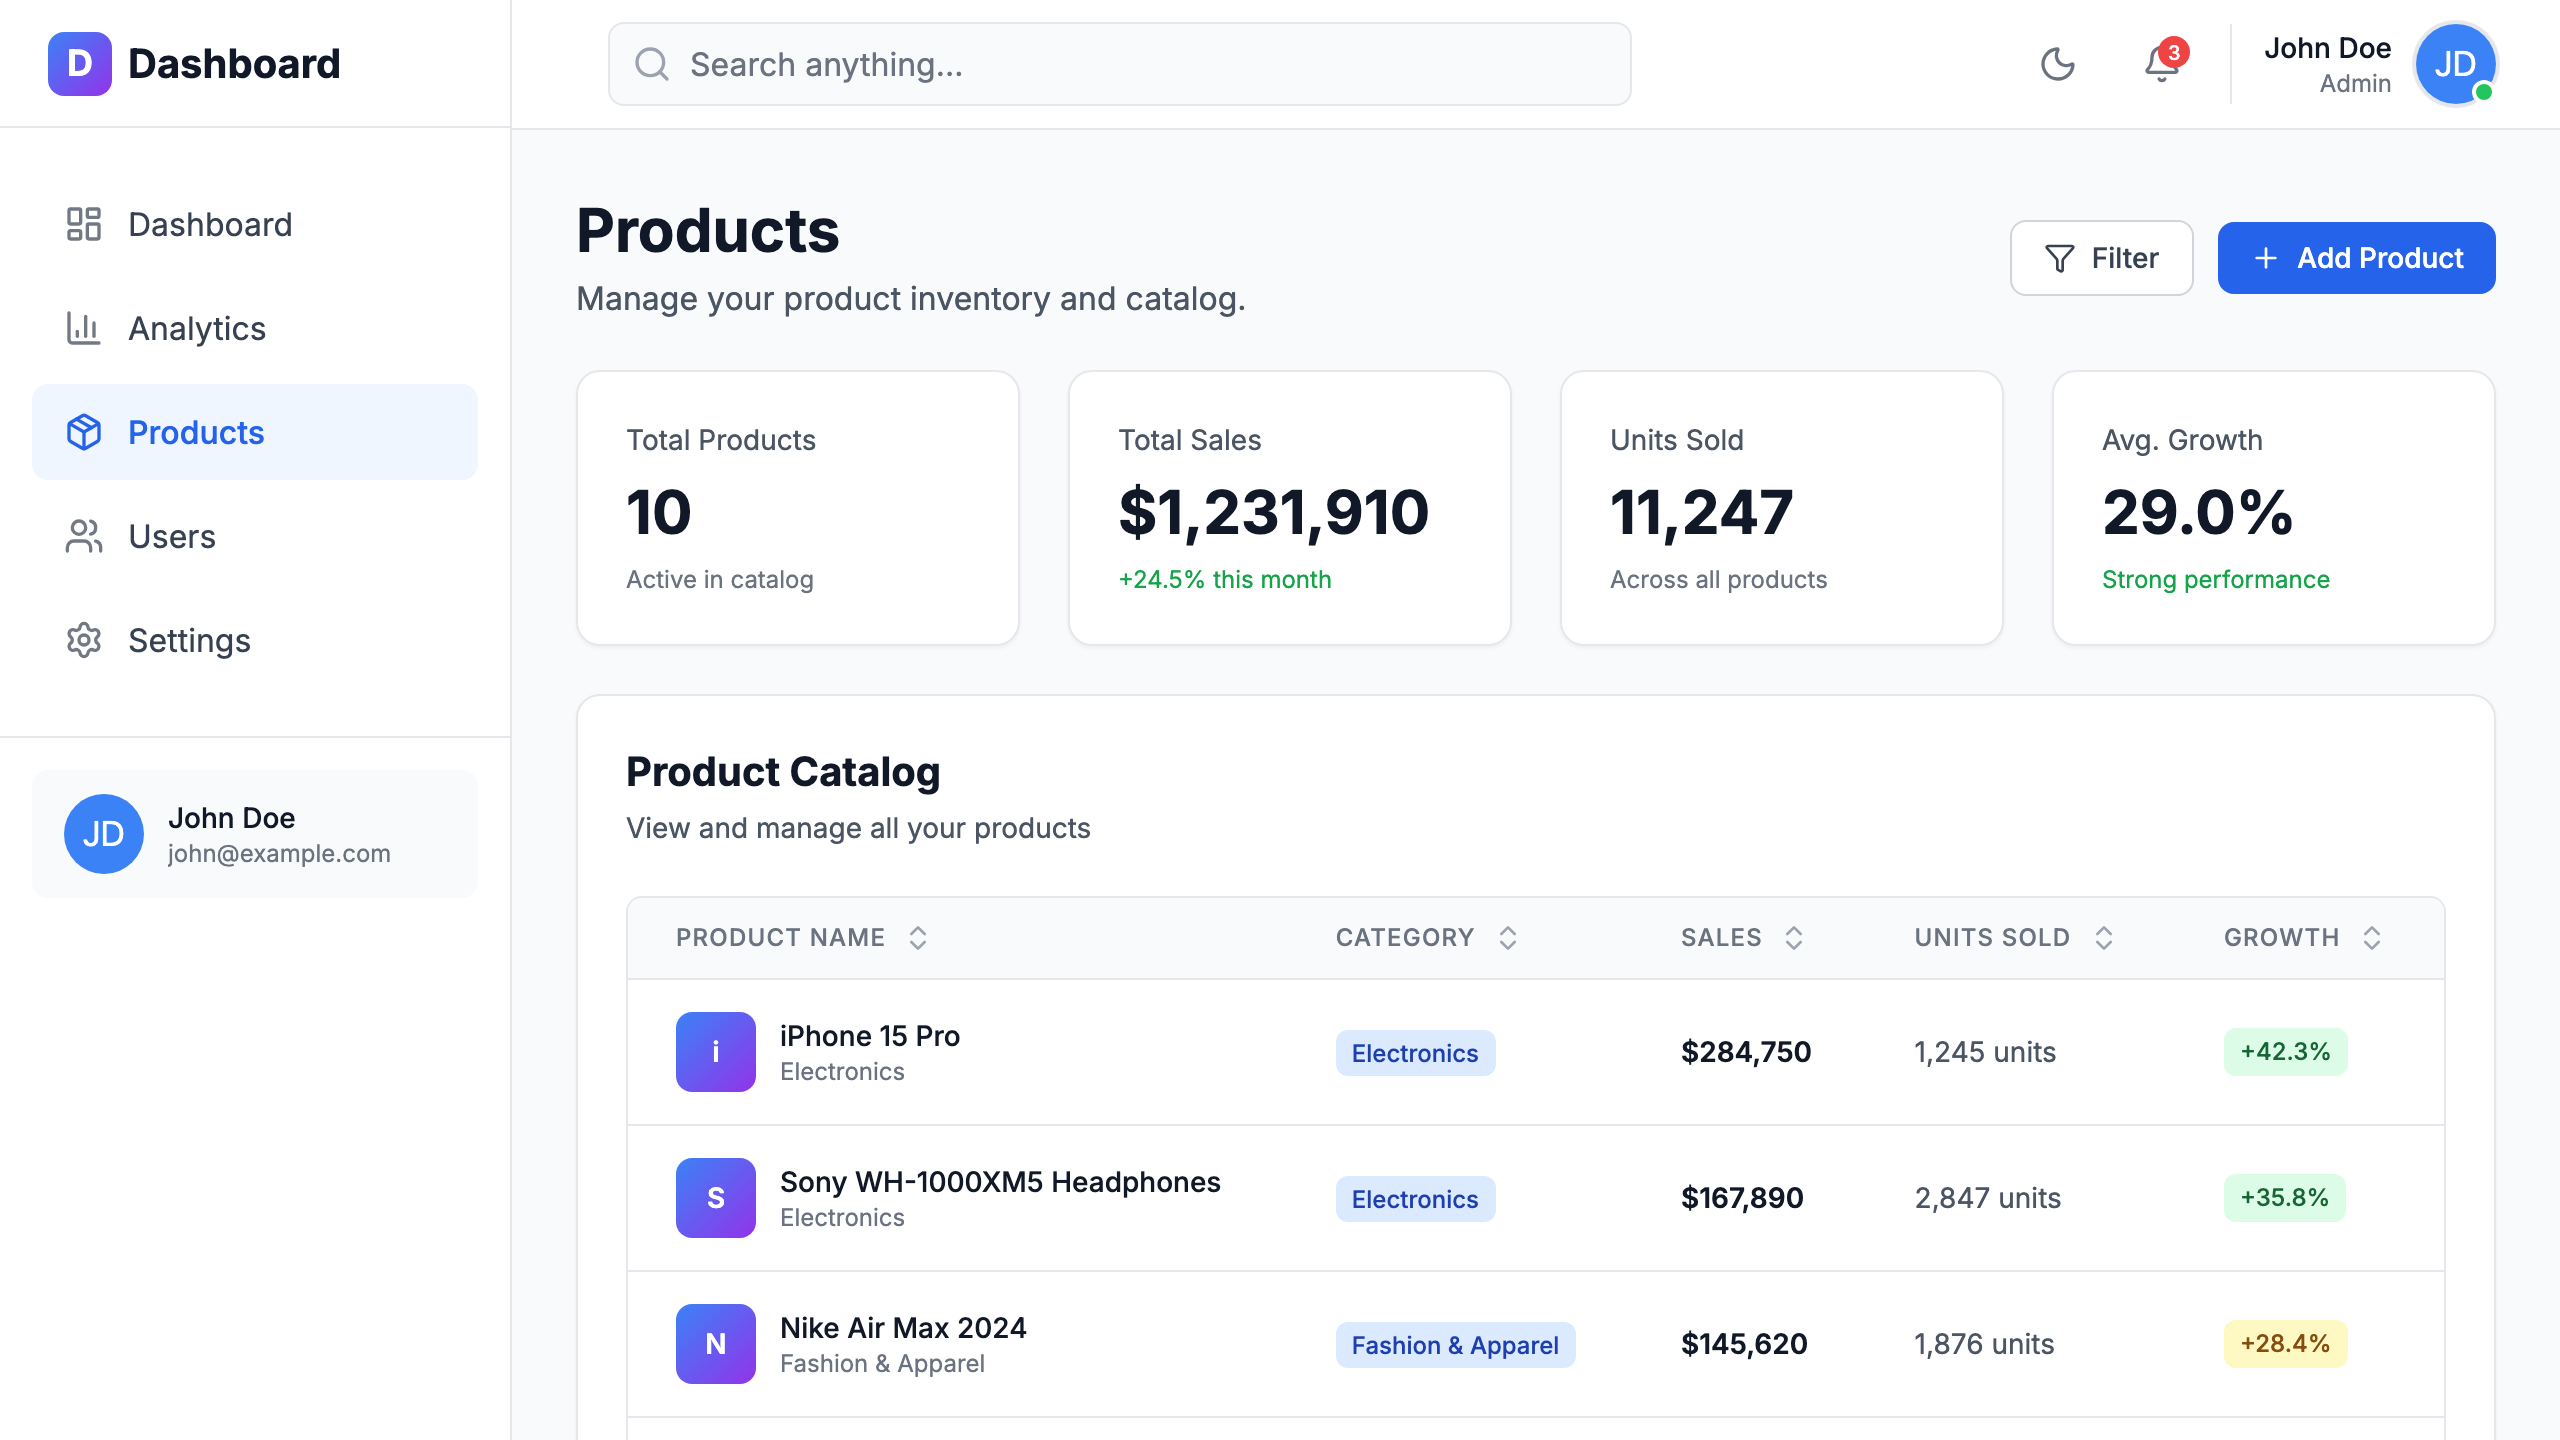 D Dashboard
Search anything...
3
John Doe
Admin
JD
Dashboard
Analytics
Products
Users
Settings
JD
John Doe
john@example.com
Products
Manage your product inventory and catalog.
Filter
Add Product
Total Products
10
Active in catalog
Total Sales
$1,231,910
+24.5% this month
Units Sold
11,247
Across all products
Avg. Growth
29.0%
Strong performance
Product Catalog
View and manage all your products
PRODUCT NAME CATEGORY SALES UNITS SOLD GROWTH
i iPhone 15 Pro Electronics $284,750 1,245 units +42.3%
Electronics
S Sony WH-1000XM5 Headphones Electronics $167,890 2,847 units +35.8%
Electronics
N Nike Air Max 2024 Fashion & Apparel $145,620 1,876 units +28.4%
Fashion & Apparel